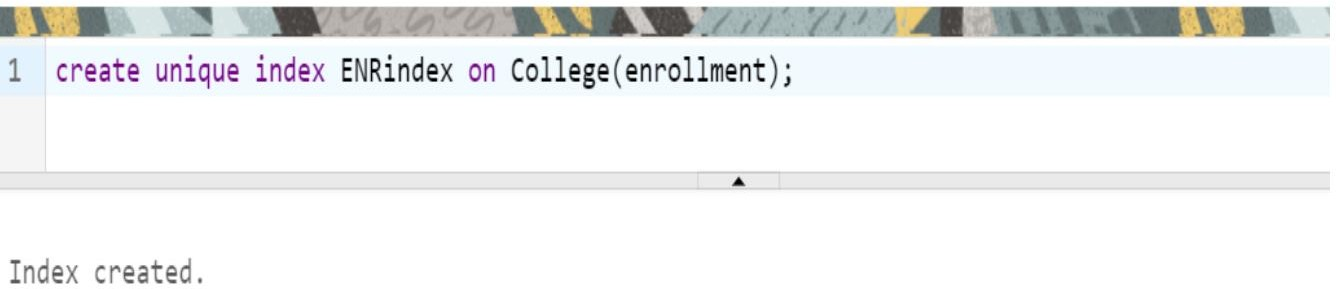 1 create unique index ENRindex on College(enrollment);
Index created.